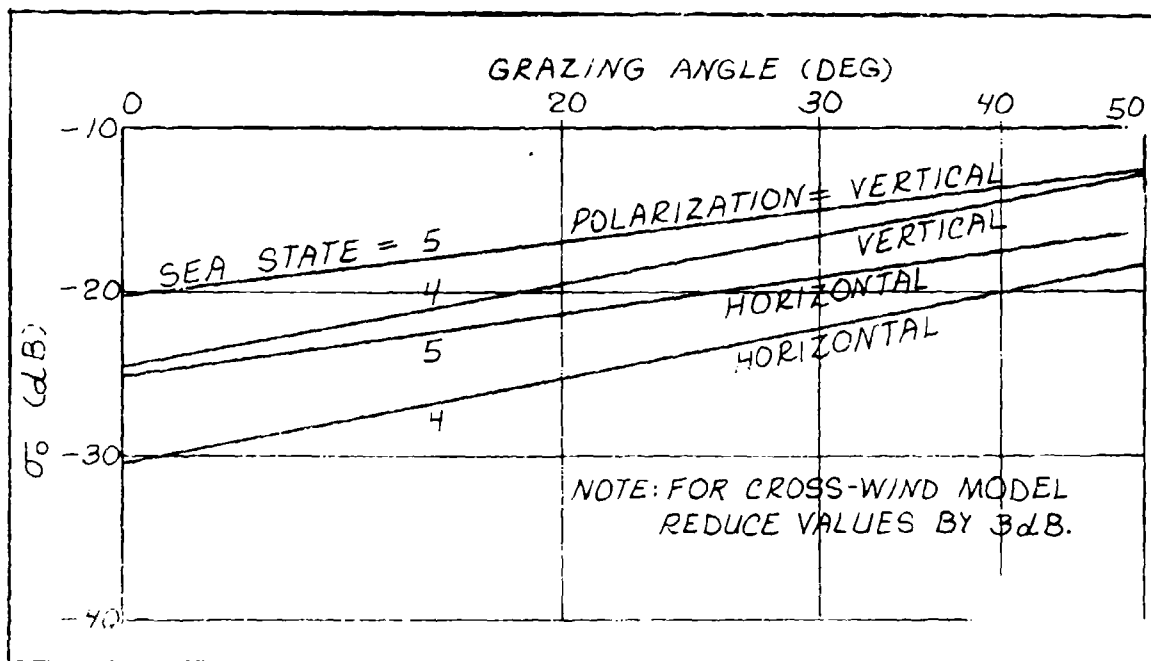 GRAZING ANGLE (DEG)
0 20 30 40 50
-10
POLARIZATION = VERTICAL
SEA STATE = 5
VERTICAL
-20
4
HORIZONTAL
5
HORIZONTAL
4
σ₀ (dB)
-30
NOTE: FOR CROSS-WIND MODEL
REDUCE VALUES BY 3dB.
-40